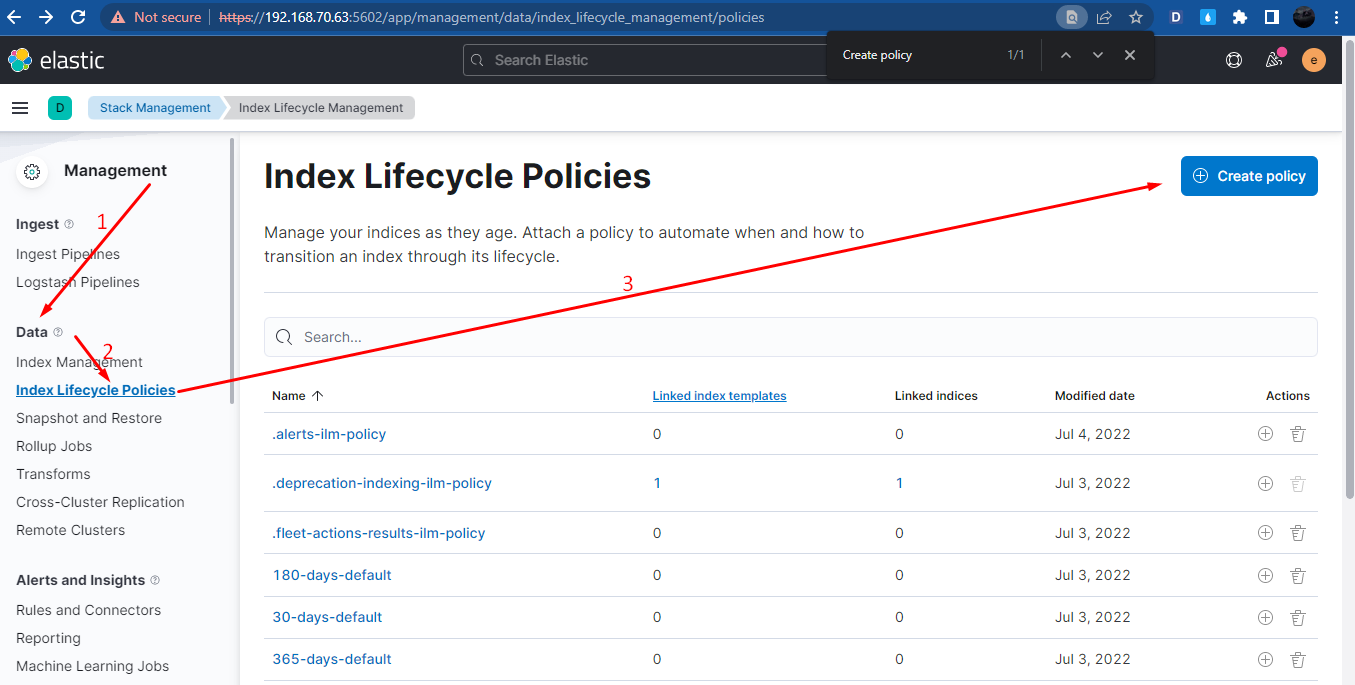 Not secure https://192.168.70.63:5602/app/management/data/index_lifecycle_management/policies D
elastic Search Elastic Create policy 1/1 e
D Stack Management Index Lifecycle Management
Management
1
Ingest
Ingest Pipelines
Logstash Pipelines
Data
2
Index Management
Index Lifecycle Policies
Snapshot and Restore
Rollup Jobs
Transforms
Cross-Cluster Replication
Remote Clusters
Alerts and Insights
Rules and Connectors
Reporting
Machine Learning Jobs
Index Lifecycle Policies
Create policy
Manage your indices as they age. Attach a policy to automate when and how to
transition an index through its lifecycle.
3
Search...
Name Linked index templates Linked indices Modified date Actions
.alerts-ilm-policy 0 0 Jul 4, 2022
.deprecation-indexing-ilm-policy 1 1 Jul 3, 2022
.fleet-actions-results-ilm-policy 0 0 Jul 3, 2022
180-days-default 0 0 Jul 3, 2022
30-days-default 0 0 Jul 3, 2022
365-days-default 0 0 Jul 3, 2022